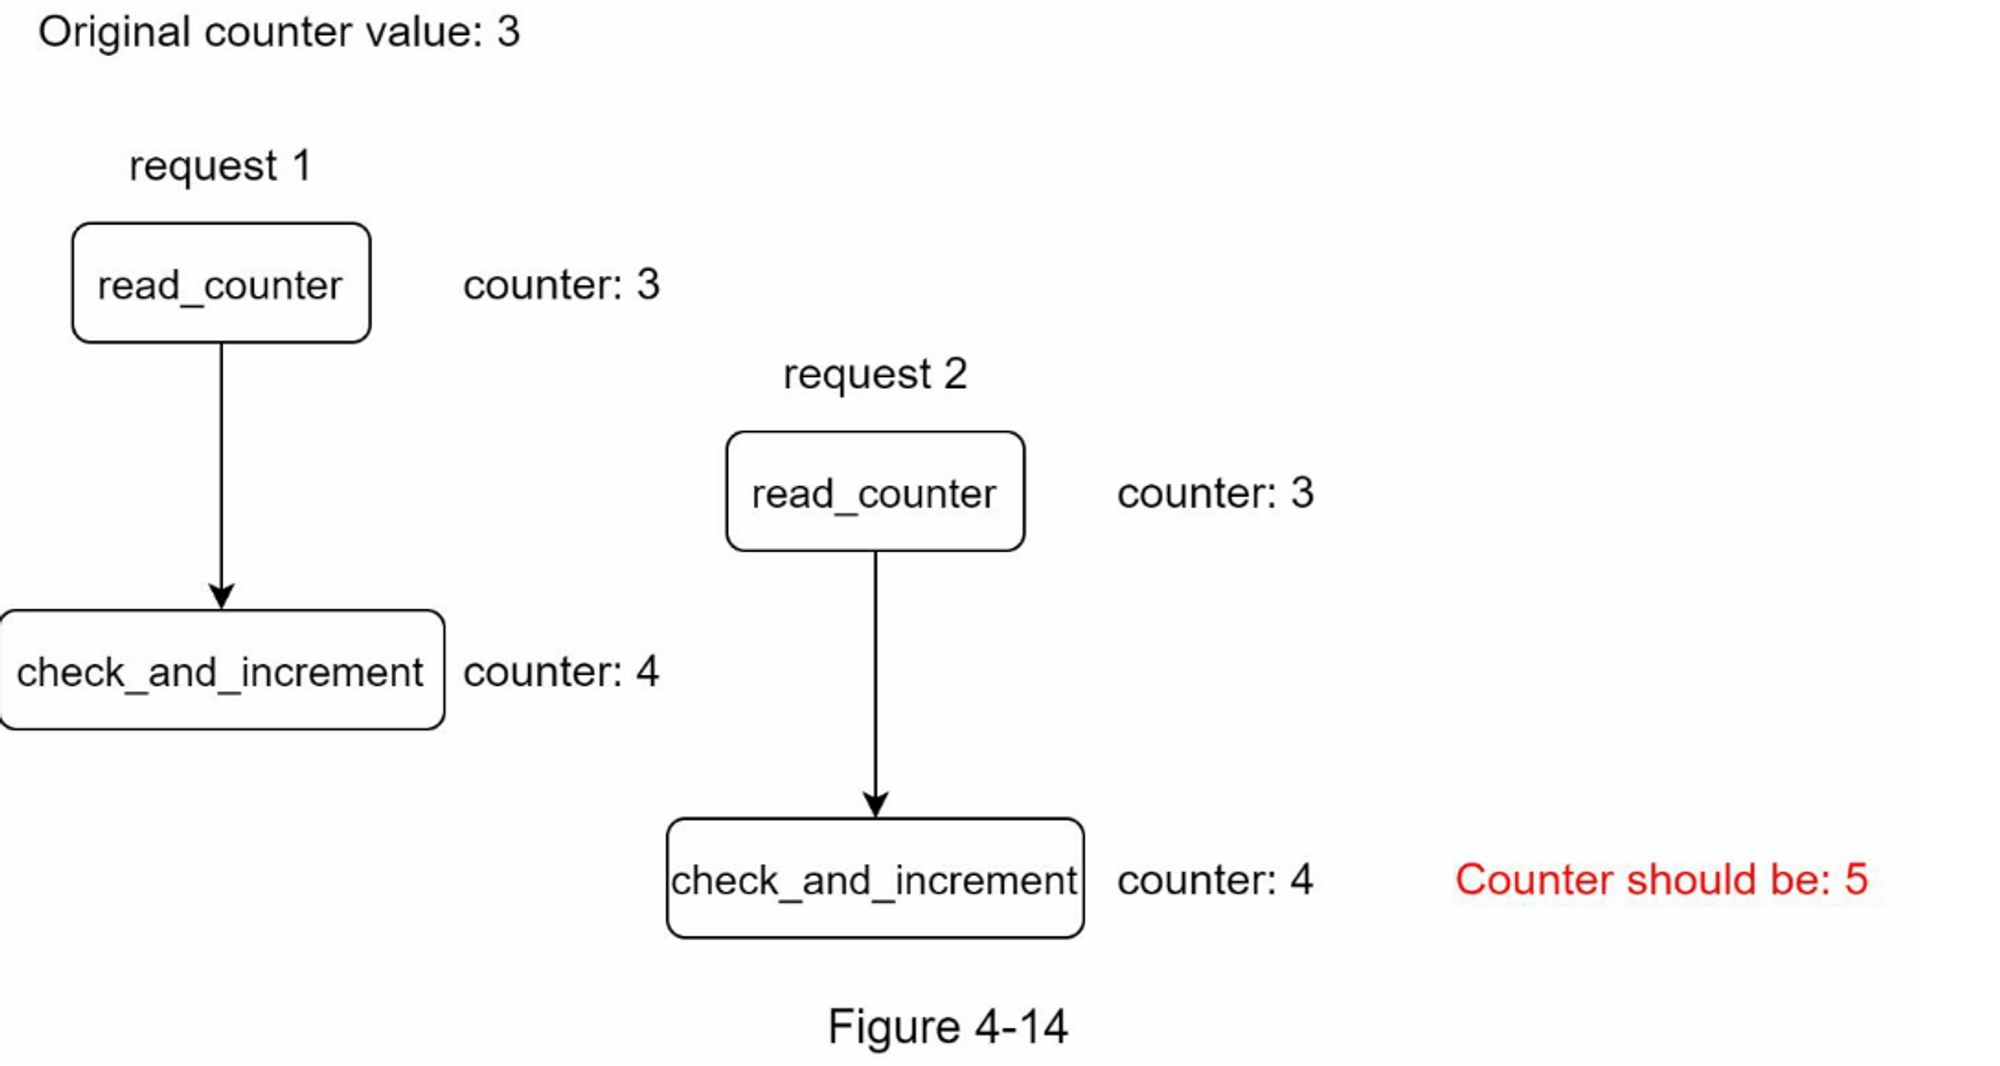 Original counter value: 3
request 1
read_counter
counter: 3
request 2
read_counter
counter: 3
check_and_increment
counter: 4
check_and_increment
counter: 4
Counter should be: 5
Figure 4-14